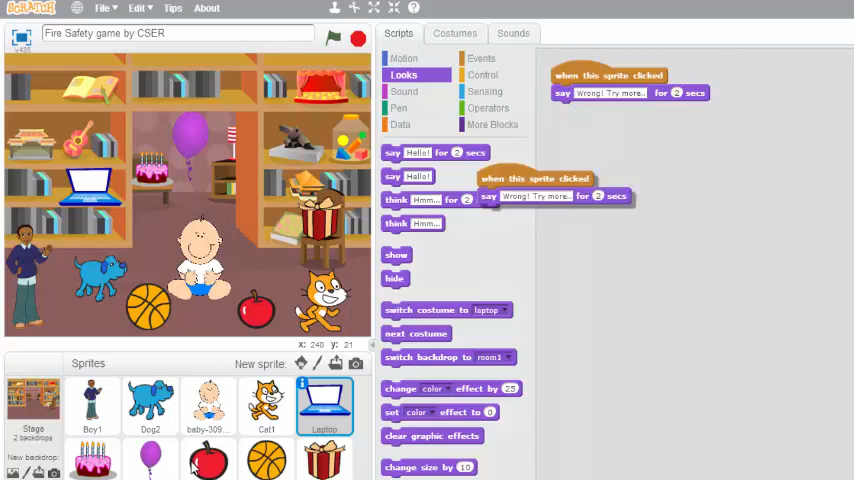 SCRATCH File Edit Tips About
Fire Safety game by CSER
v455
Scripts Costumes Sounds
Motion Events
Looks Control
Sound Sensing
Pen Operators
Data More Blocks
say Hello! for 2 secs
say Hello!
think Hmm... for 2
think Hmm...
show
hide
switch costume to laptop
next costume
switch backdrop to room1
change color effect by 25
set color effect to 0
clear graphic effects
change size by 10
when this sprite clicked
say Wrong! Try more.. for 2 secs
when this sprite clicked
say Wrong! Try more.. for 2 secs
x: 240 y: 21
Sprites New sprite:
Stage
2 backdrops
New backdrop:
Boy1 Dog2 baby-309... Cat1 Laptop